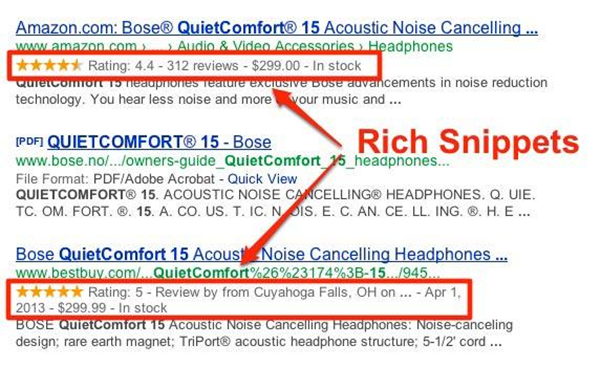 Amazon.com: Bose® QuietComfort® 15 Acoustic Noise Cancelling ...
www.amazon.com › ... › Audio & Video Accessories › Headphones
Rating: 4.4 - 312 reviews - $299.00 - In stock
QuietComfort 15 headphones feature exclusive Bose advancements in noise reduction
technology. You hear less noise and more of your music and ...
Rich Snippets
[PDF] QUIETCOMFORT® 15 - Bose
www.bose.no/.../owners-guide_QuietComfort_15_headphones...
File Format: PDF/Adobe Acrobat - Quick View
QUIETCOMFORT® 15. ACOUSTIC NOISE CANCELLING® HEADPHONES. Q. UIE.
TC. OM. FORT. ®. 15. A. CO. US. T. IC. N. OIS. E. C. AN. CE. LL. ING. ®. H. E ...
Bose QuietComfort 15 Acoustic Noise Cancelling Headphones ...
www.bestbuy.com/...QuietComfort%26%23174%3B-15.../945...
Rating: 5 - Review by from Cuyahoga Falls, OH on ... - Apr 1,
2013 - $299.99 - In stock
BOSE QuietComfort 15 Acoustic Noise Cancelling Headphones: Noise-canceling
design; rare earth magnet; TriPort® acoustic headphone structure; 5-1/2' cord ...